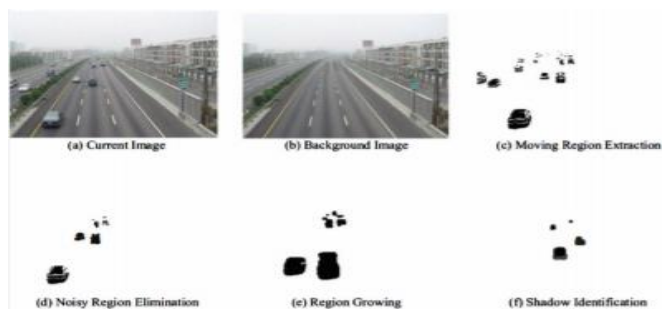 (a) Current Image
(b) Background Image
(c) Moving Region Extraction
(d) Noisy Region Elimination
(e) Region Growing
(f) Shadow Identification